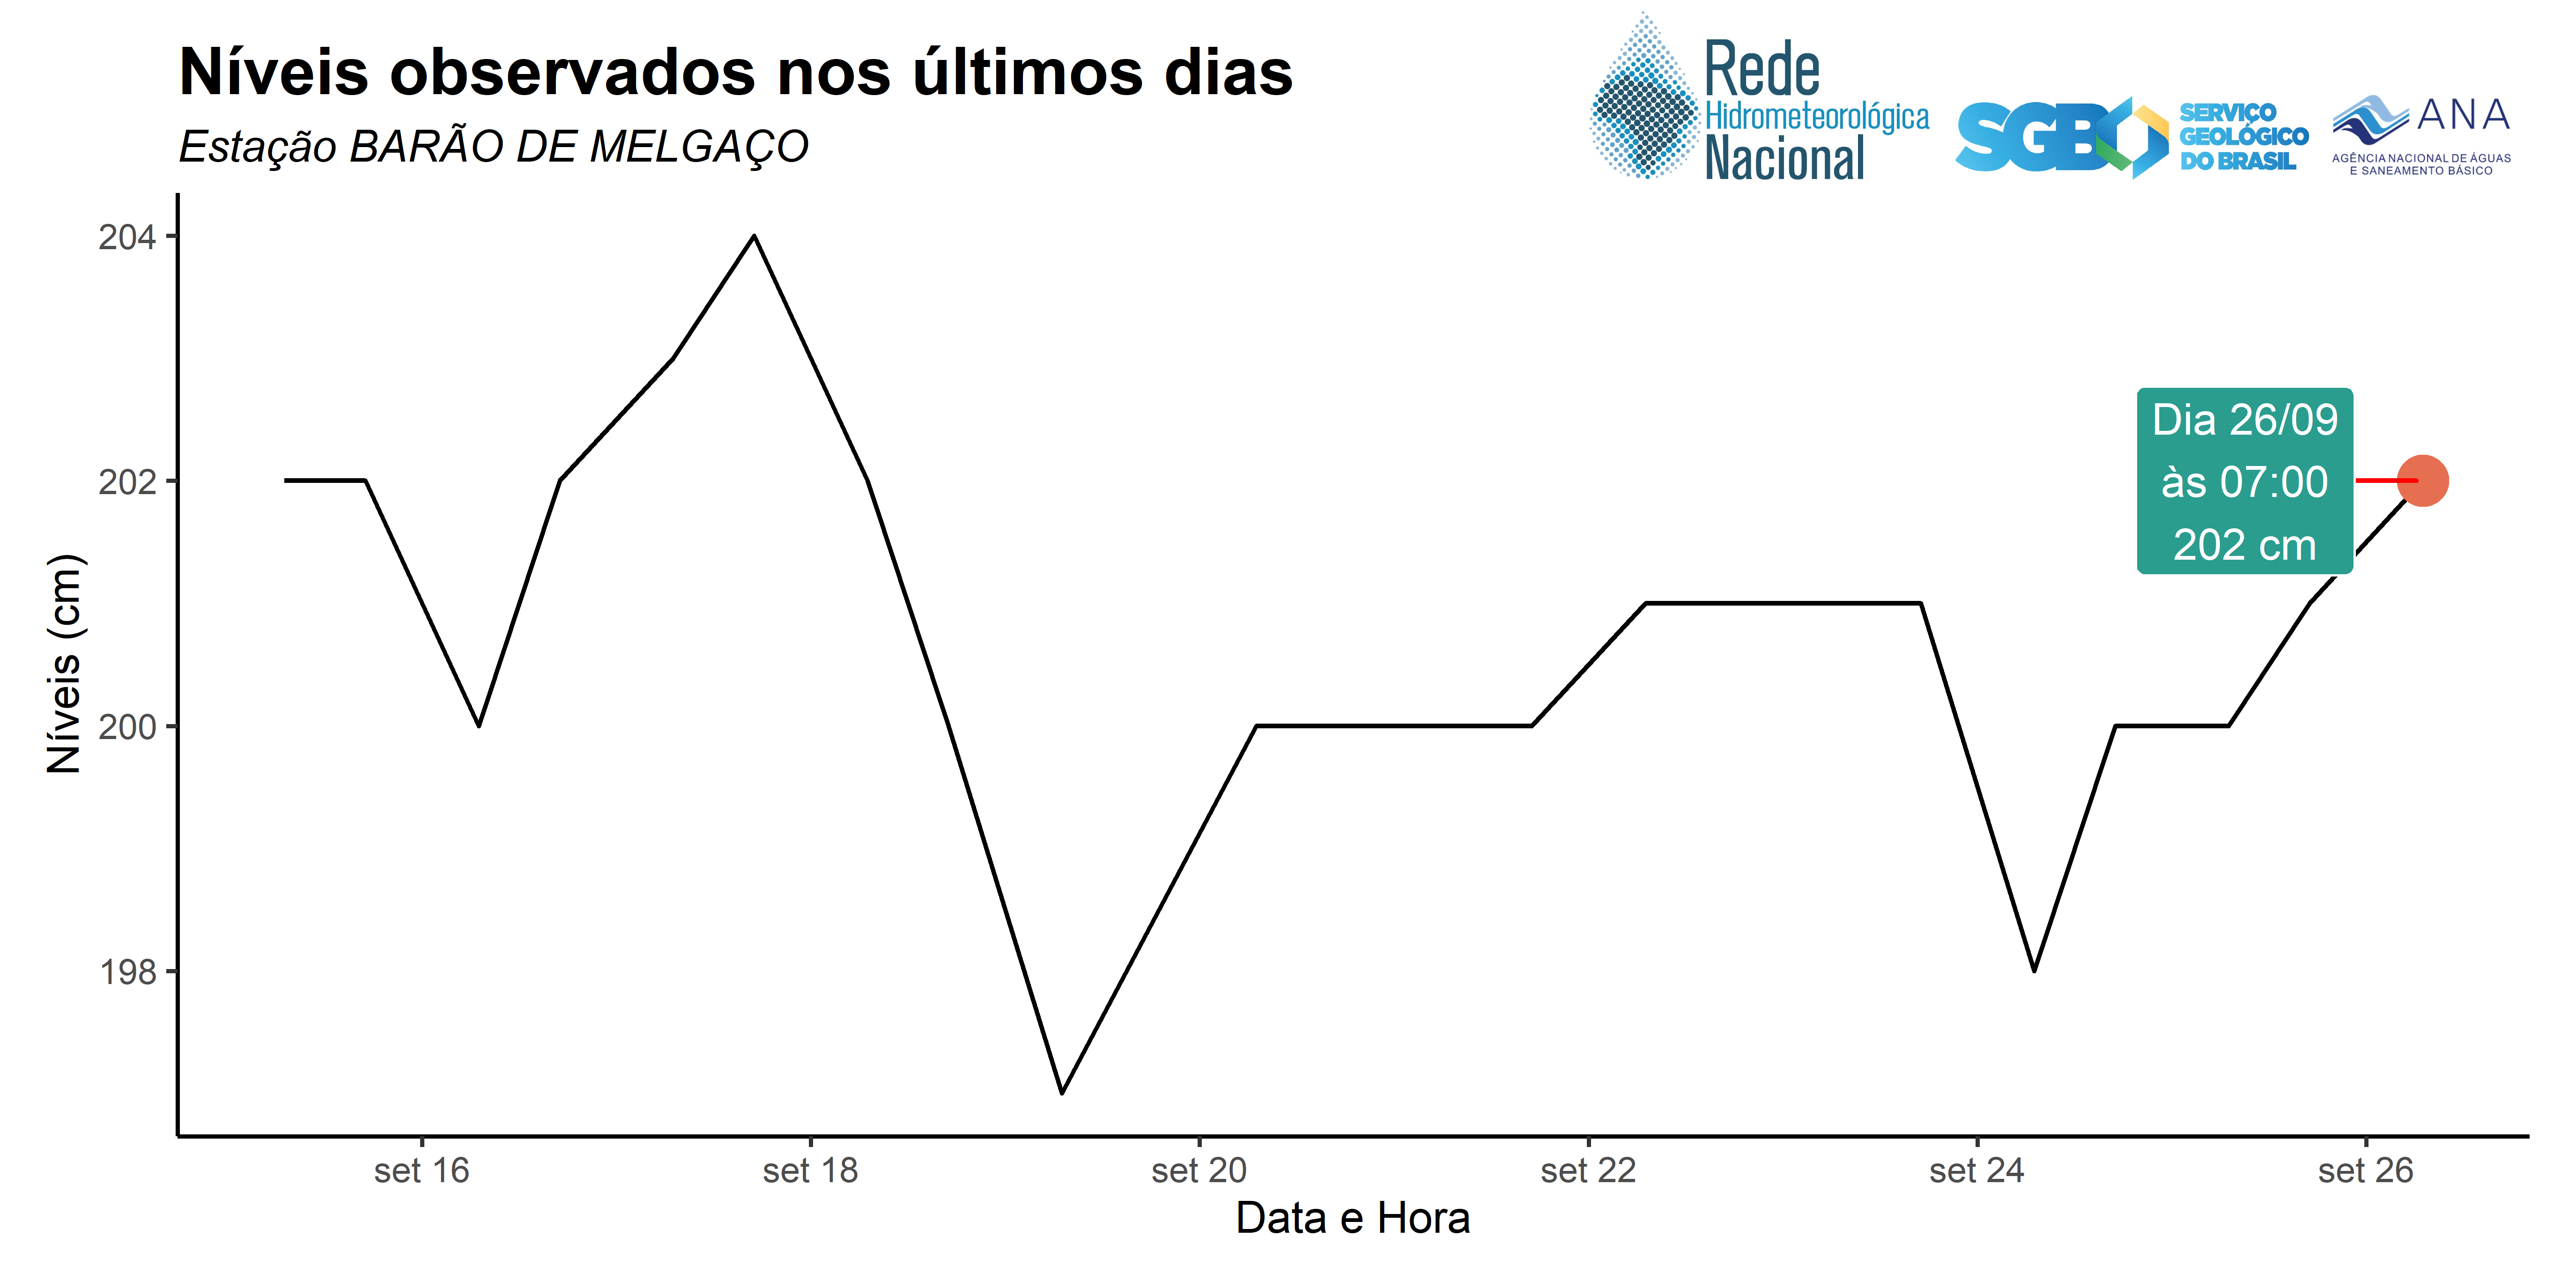 Níveis observados nos últimos dias
Estação BARÃO DE MELGAÇO
Rede
Hidrometeorológica
Nacional
SGB
SERVIÇO
GEOLÓGICO
DO BRASIL
ANA
AGÊNCIA NACIONAL DE ÁGUAS
E SANEAMENTO BÁSICO
204
202
200
198
Níveis (cm)
Dia 26/09
às 07:00
202 cm
set 16
set 18
set 20
set 22
set 24
set 26
Data e Hora